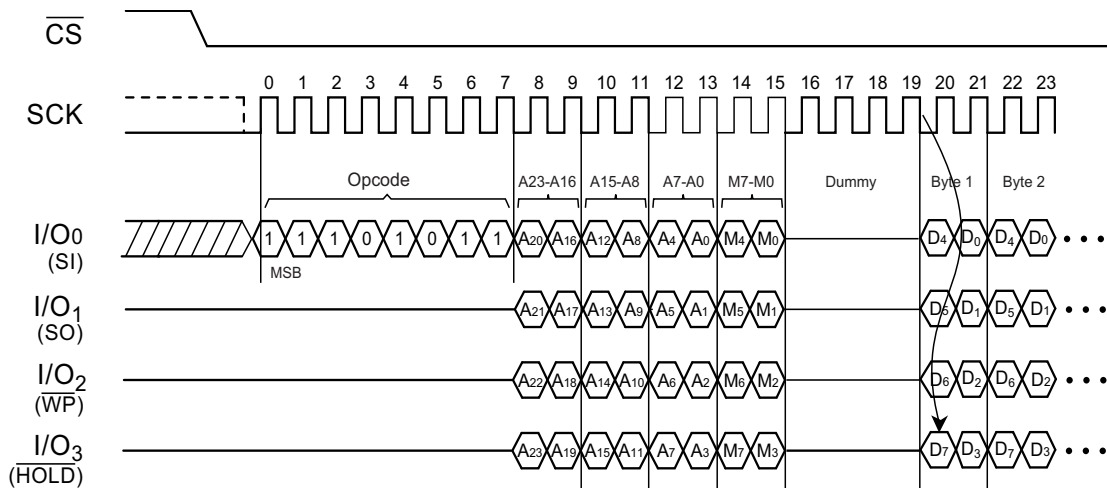 CS
0 1 2 3 4 5 6 7 8 9 10 11 12 13 14 15 16 17 18 19 20 21 22 23
SCK
Opcode A23-A16 A15-A8 A7-A0 M7-M0 Dummy Byte 1 Byte 2
I/O0 1 1 1 0 1 0 1 1 A20 A16 A12 A8 A4 A0 M4 M0 D4 D0 D4 D0 • • • •
(SI)
MSB
I/O1 A21 A17 A13 A9 A5 A1 M5 M1 D5 D1 D5 D1 • • •
(SO)
I/O2 A22 A18 A14 A10 A6 A2 M6 M2 D6 D2 D6 D2 • • •
(WP)
I/O3 A23 A19 A15 A11 A7 A3 M7 M3 D7 D3 D7 D3 • • •
(HOLD)